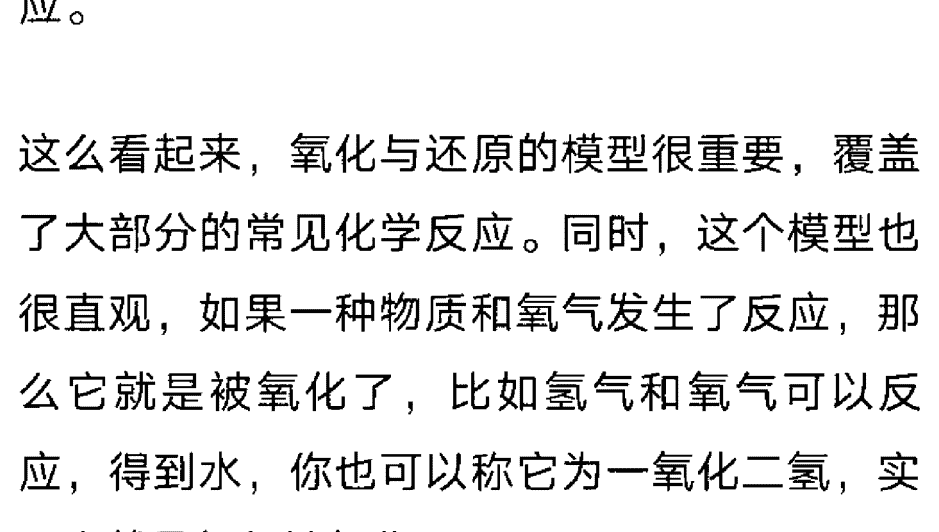 应。
这么看起来，氧化与还原的模型很重要，覆盖
了大部分的常见化学反应。同时，这个模型也
很直观，如果一种物质和氧气发生了反应，那
么它就是被氧化了，比如氢气和氧气可以反
应，得到水，你也可以称它为一氧化二氢，实